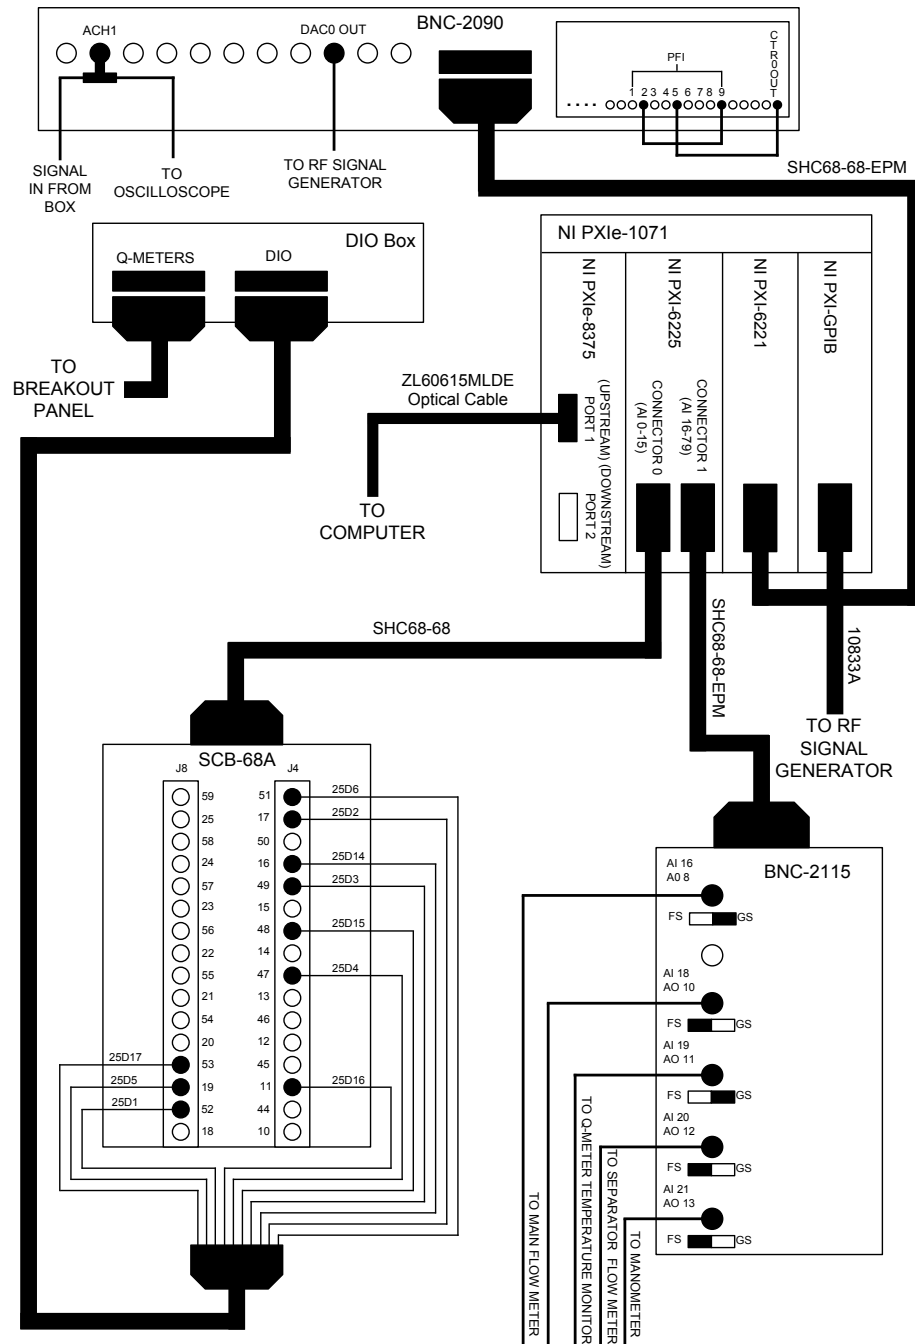 BNC-2090
ACH1
DAC0 OUT
PFI
CTR0OUT
1 2 3 4 5 6 7 8 9
SIGNAL
IN FROM
BOX
TO
OSCILLOSCOPE
TO RF SIGNAL
GENERATOR
SHC68-68-EPM
DIO Box
Q-METERS
DIO
TO
BREAKOUT
PANEL
NI PXIe-1071
NI PXIe-8375
NI PXI-6225
NI PXI-6221
NI PXI-GPIB
ZL60615MLDE
Optical Cable
TO
COMPUTER
PORT 1
(UPSTREAM)
PORT 2
(DOWNSTREAM)
CONNECTOR 0
(AI 0-15)
CONNECTOR 1
(AI 16-79)
SHC68-68
SHC68-68-EPM
10833A
TO RF
SIGNAL
GENERATOR
SCB-68A
J8
J4
59
25
58
24
57
23
56
22
55
21
54
20
53
19
52
18
51
17
50
16
49
15
48
14
47
13
46
12
45
11
44
10
25D6
25D2
25D14
25D3
25D15
25D4
25D16
25D17
25D5
25D1
BNC-2115
AI 16
A0 8
FS GS
AI 18
AO 10
FS GS
AI 19
AO 11
FS GS
AI 20
AO 12
FS GS
AI 21
AO 13
FS GS
TO MAIN FLOW METER
TO Q-METER TEMPERATURE MONITOR
TO SEPARATOR FLOW METER
TO MANOMETER